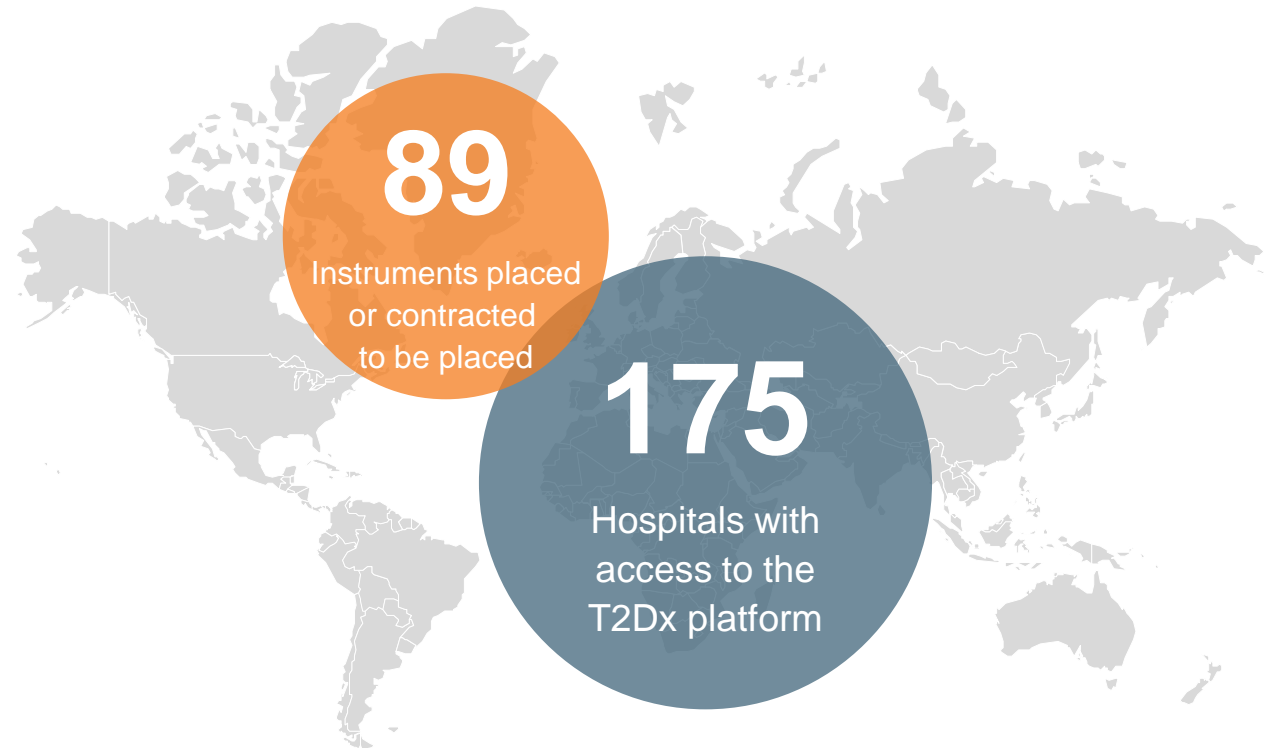 89
Instruments placed
or contracted
to be placed
175
Hospitals with
access to the
T2Dx platform